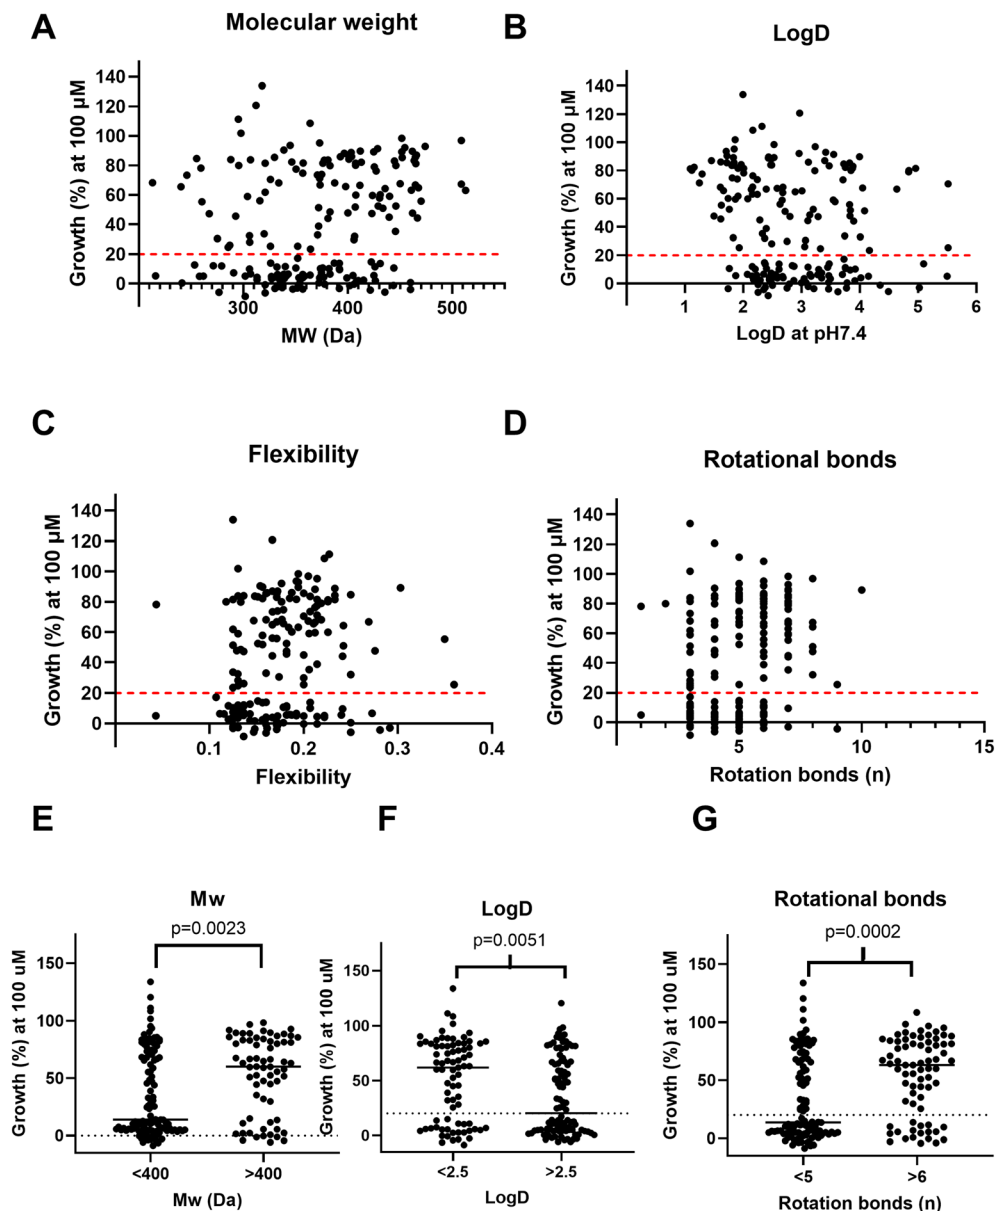 A
Molecular weight
Growth (%) at 100 µM
140
120
100
80
60
40
20
0
300
400
500
MW (Da)
B
LogD
Growth (%) at 100 µM
140
120
100
80
60
40
20
0
1
2
3
4
5
6
LogD at pH7.4
C
Flexibility
Growth (%) at 100 µM
140
120
100
80
60
40
20
0
0.1
0.2
0.3
0.4
Flexibility
D
Rotational bonds
Growth (%) at 100 µM
140
120
100
80
60
40
20
0
5
10
15
Rotation bonds (n)
E
Mw
p=0.0023
Growth (%) at 100 uM
150
100
50
0
<400
>400
Mw (Da)
F
LogD
p=0.0051
Growth (%) at 100 uM
150
100
50
0
<2.5
>2.5
LogD
G
Rotational bonds
p=0.0002
Growth (%) at 100 uM
150
100
50
0
<5
>6
Rotation bonds (n)